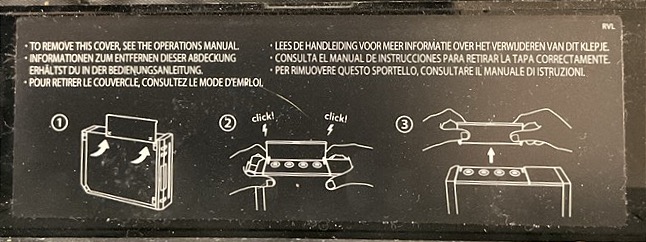 RVL
· TO REMOVE THIS COVER, SEE THE OPERATIONS MANUAL.
· INFORMATIONEN ZUM ENTFERNEN DIESER ABDECKUNG
ERHÄLTST DU IN DER BEDIENUNGSANLEITUNG.
· POUR RETIRER LE COUVERCLE, CONSULTEZ LE MODE D'EMPLOI.
· LEES DE HANDLEIDING VOOR MEER INFORMATIE OVER HET VERWIJDEREN VAN DIT KLEPJE.
· CONSULTA EL MANUAL DE INSTRUCCIONES PARA RETIRAR LA TAPA CORRECTAMENTE.
· PER RIMUOVERE QUESTO SPORTELLO, CONSULTARE IL MANUALE DI ISTRUZIONI.
1
2
click!
click!
3